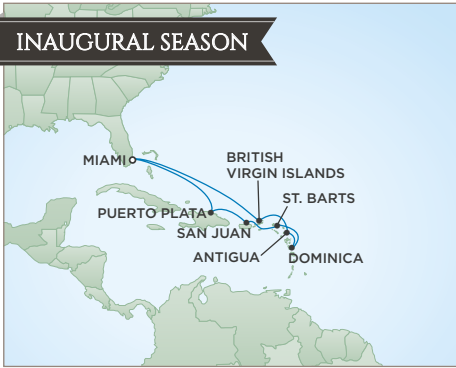 INAUGURAL SEASON
MIAMI
BRITISH
VIRGIN ISLANDS
ST. BARTS
PUERTO PLATA
SAN JUAN
ANTIGUA
DOMINICA